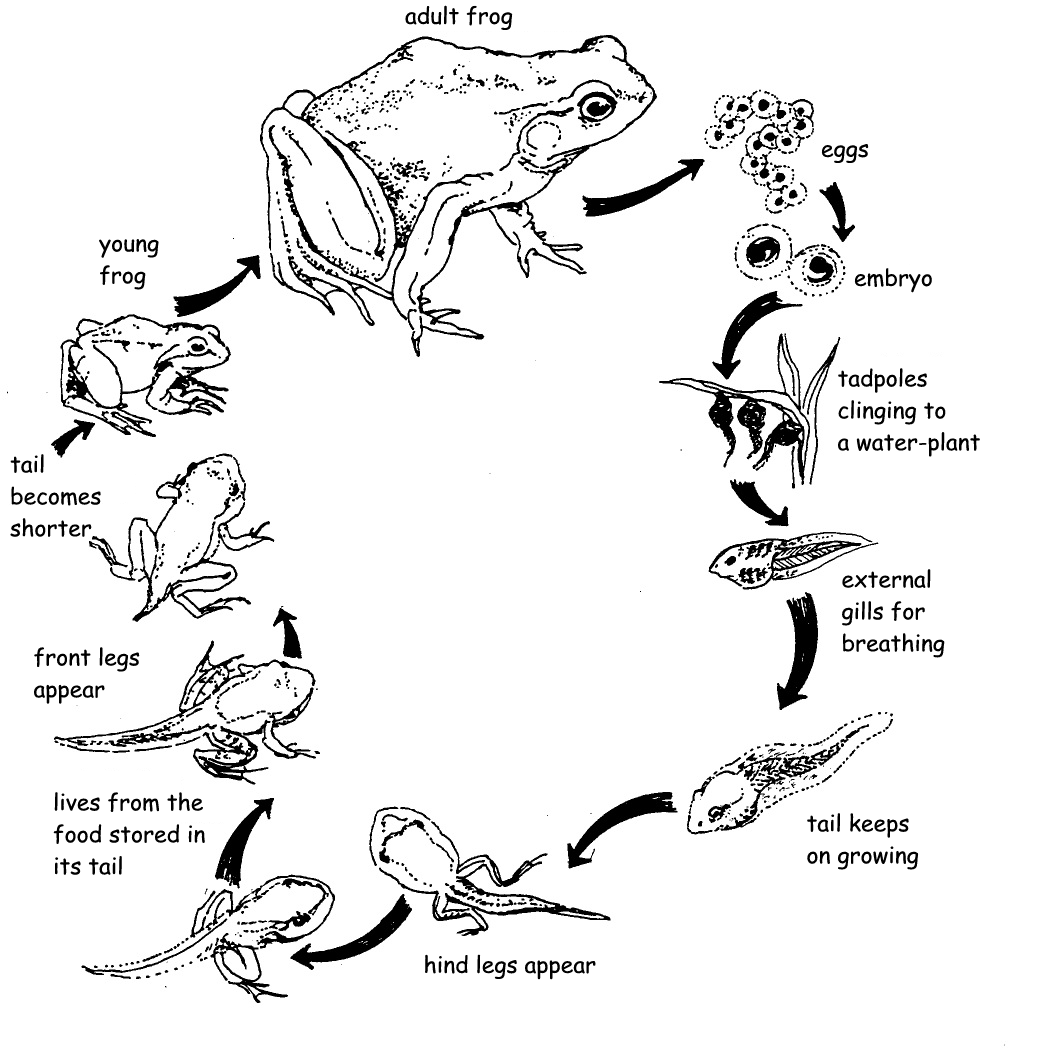 adult frog
eggs
embryo
tadpoles
clinging to
a water-plant
external
gills for
breathing
tail keeps
on growing
hind legs appear
lives from the
food stored in
its tail
front legs
appear
tail
becomes
shorter
young
frog